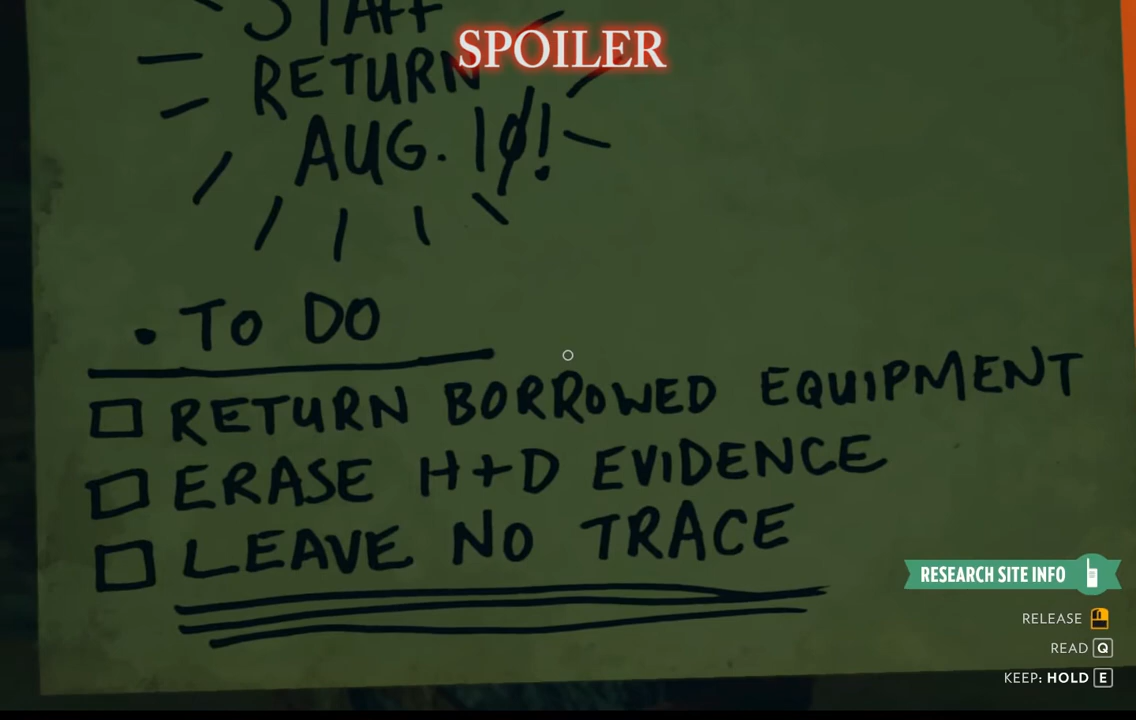 STAFF
SPOILER
RETURN
AUG. 10!
• TO DO
RETURN BORROWED EQUIPMENT
ERASE H+D EVIDENCE
LEAVE NO TRACE
RESEARCH SITE INFO
RELEASE
READ Q
KEEP: HOLD E